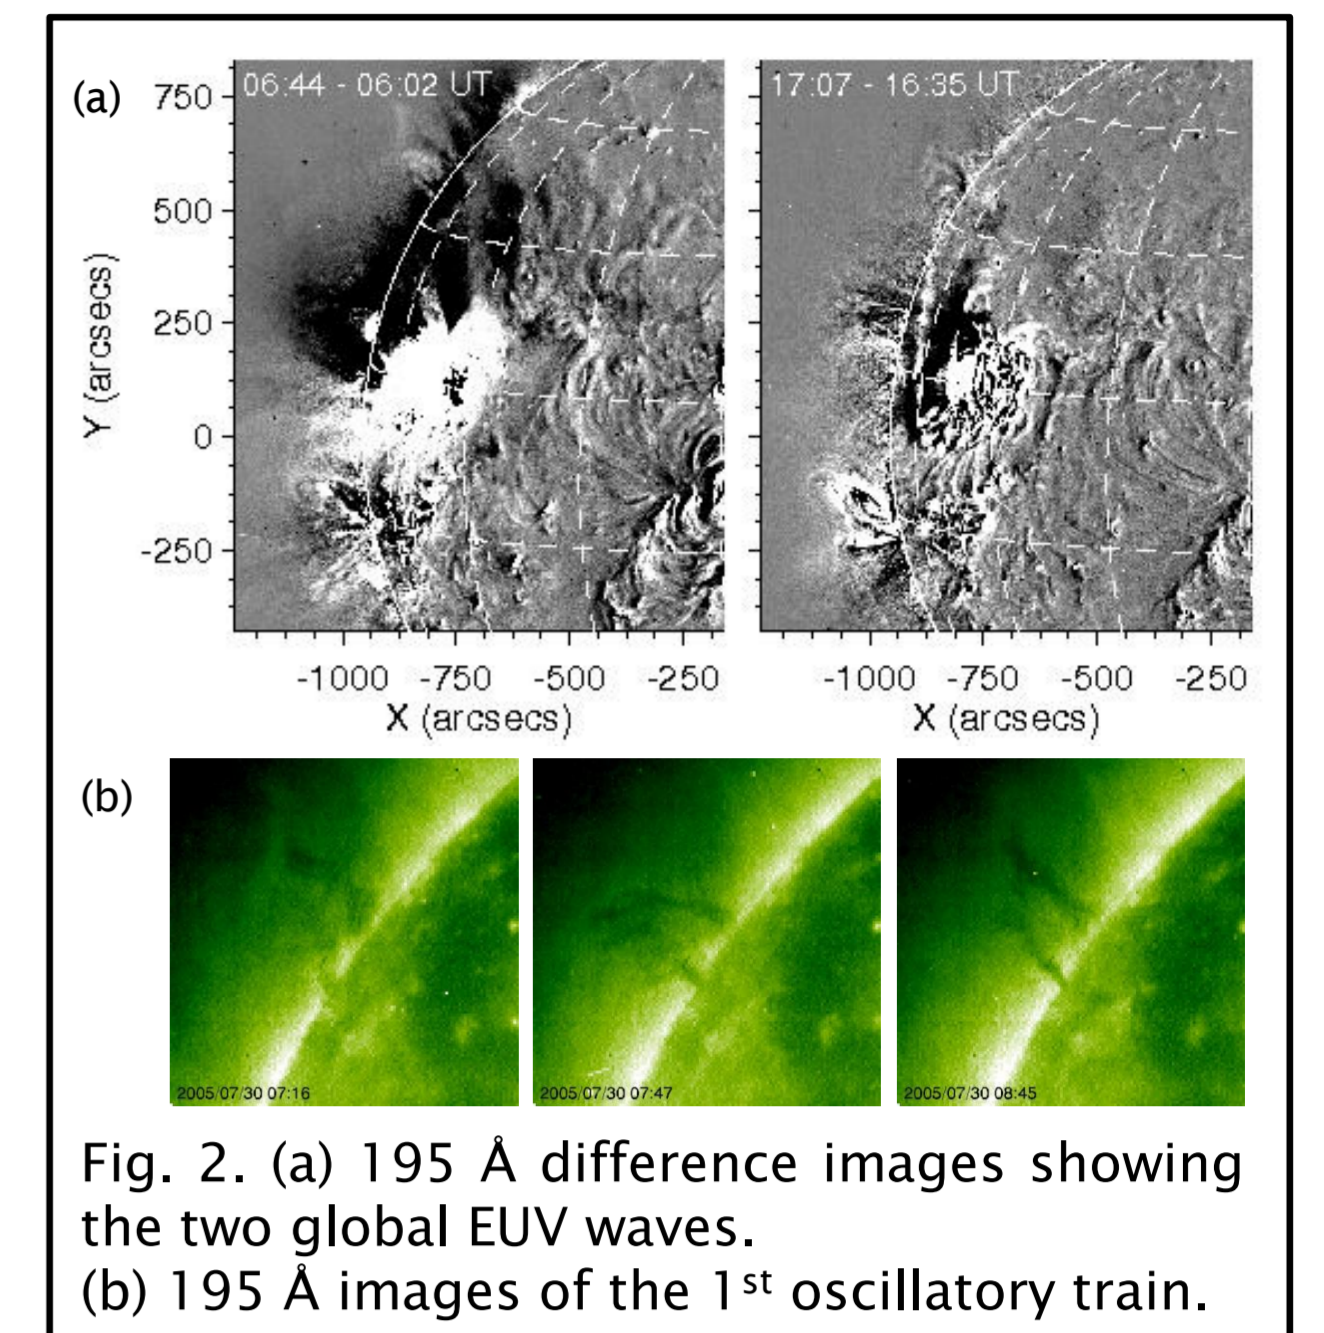 (a)
06:44 - 06:02 UT
17:07 - 16:35 UT
750
500
250
0
-250
Y (arcsecs)
-1000 -750 -500 -250
-1000 -750 -500 -250
X (arcsecs)
X (arcsecs)
(b)
2005/07/30 07:16
2005/07/30 07:47
2005/07/30 08:45
Fig. 2. (a) 195 Å difference images showing
the two global EUV waves.
(b) 195 Å images of the 1st oscillatory train.